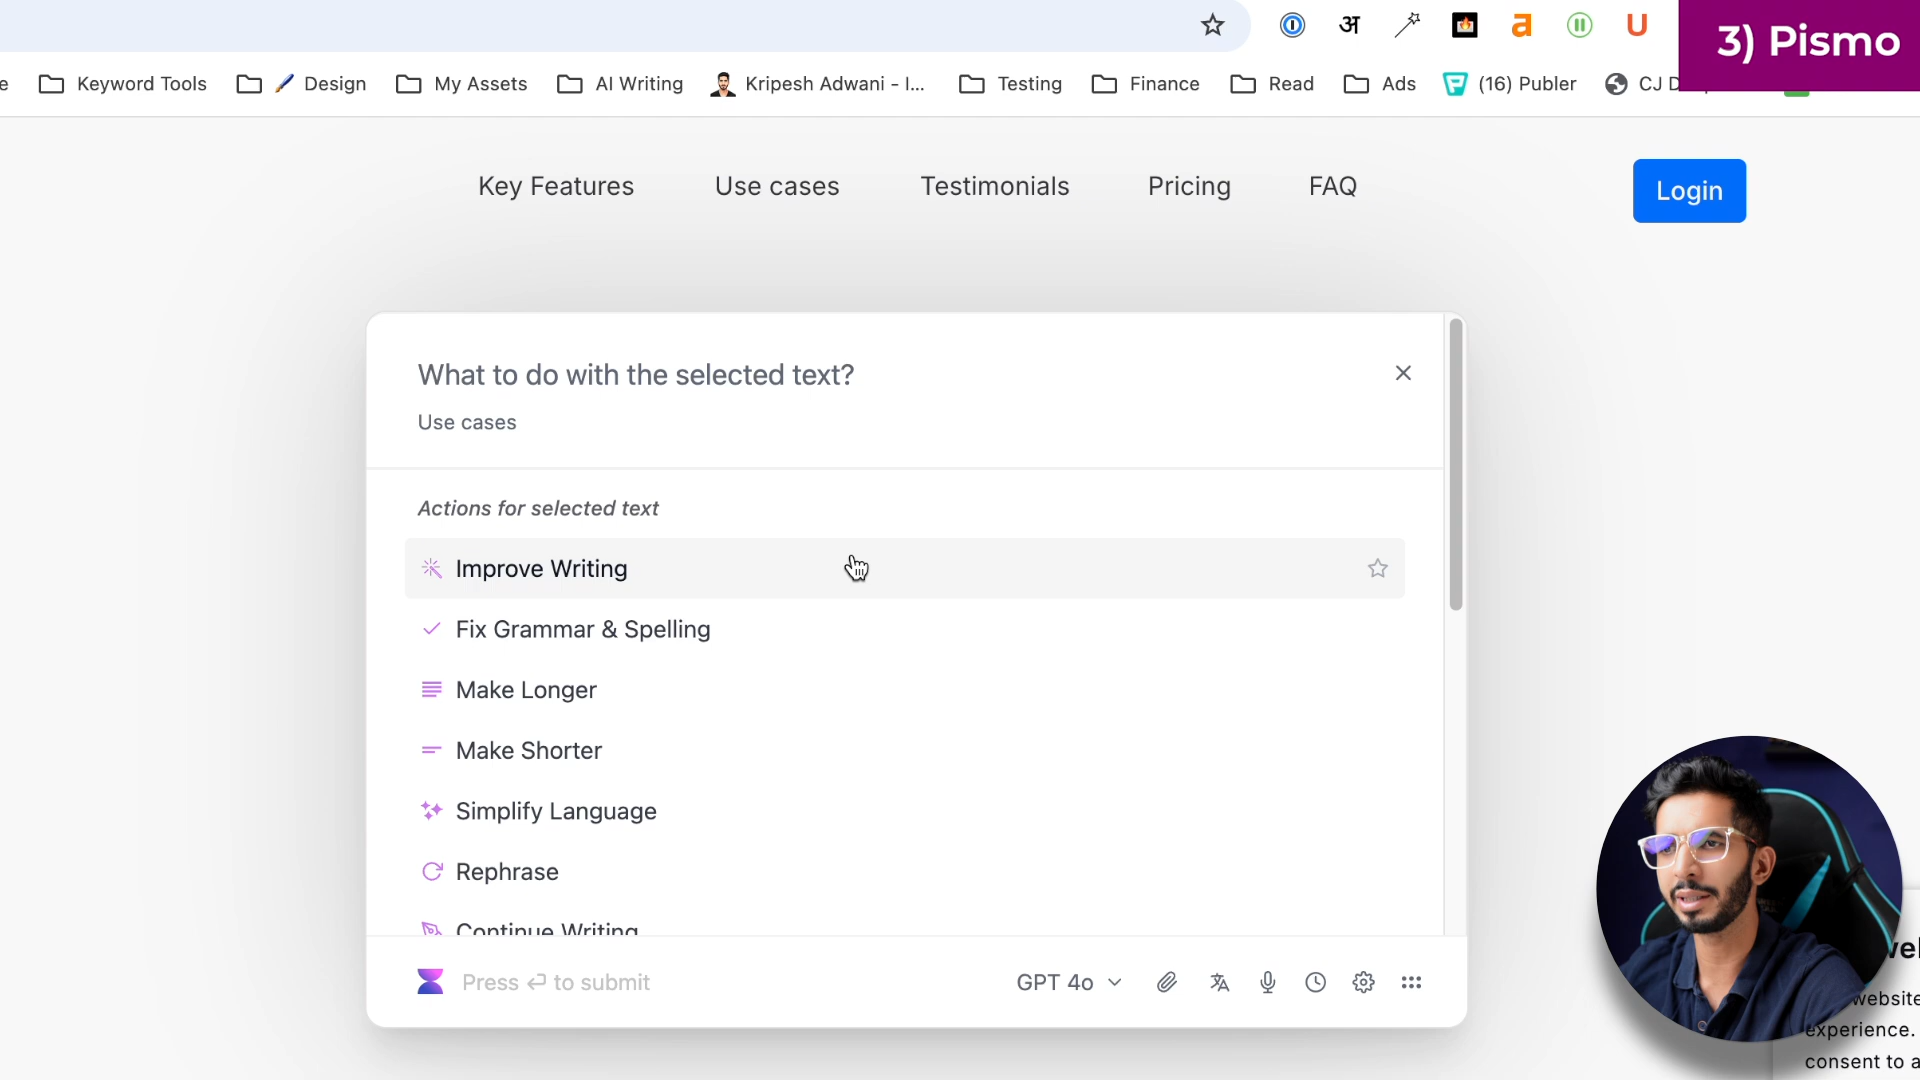 3) Pismo
Keyword Tools
Design
My Assets
AI Writing
Kripesh Adwani - I...
Testing
Finance
Read
Ads
(16) Publer
CJ
Key Features
Use cases
Testimonials
Pricing
FAQ
Login
What to do with the selected text?
Use cases
Actions for selected text
Improve Writing
Fix Grammar & Spelling
Make Longer
Make Shorter
Simplify Language
Rephrase
Continue Writing
Press ⏎ to submit
GPT 4o
website
experience.
consent to a